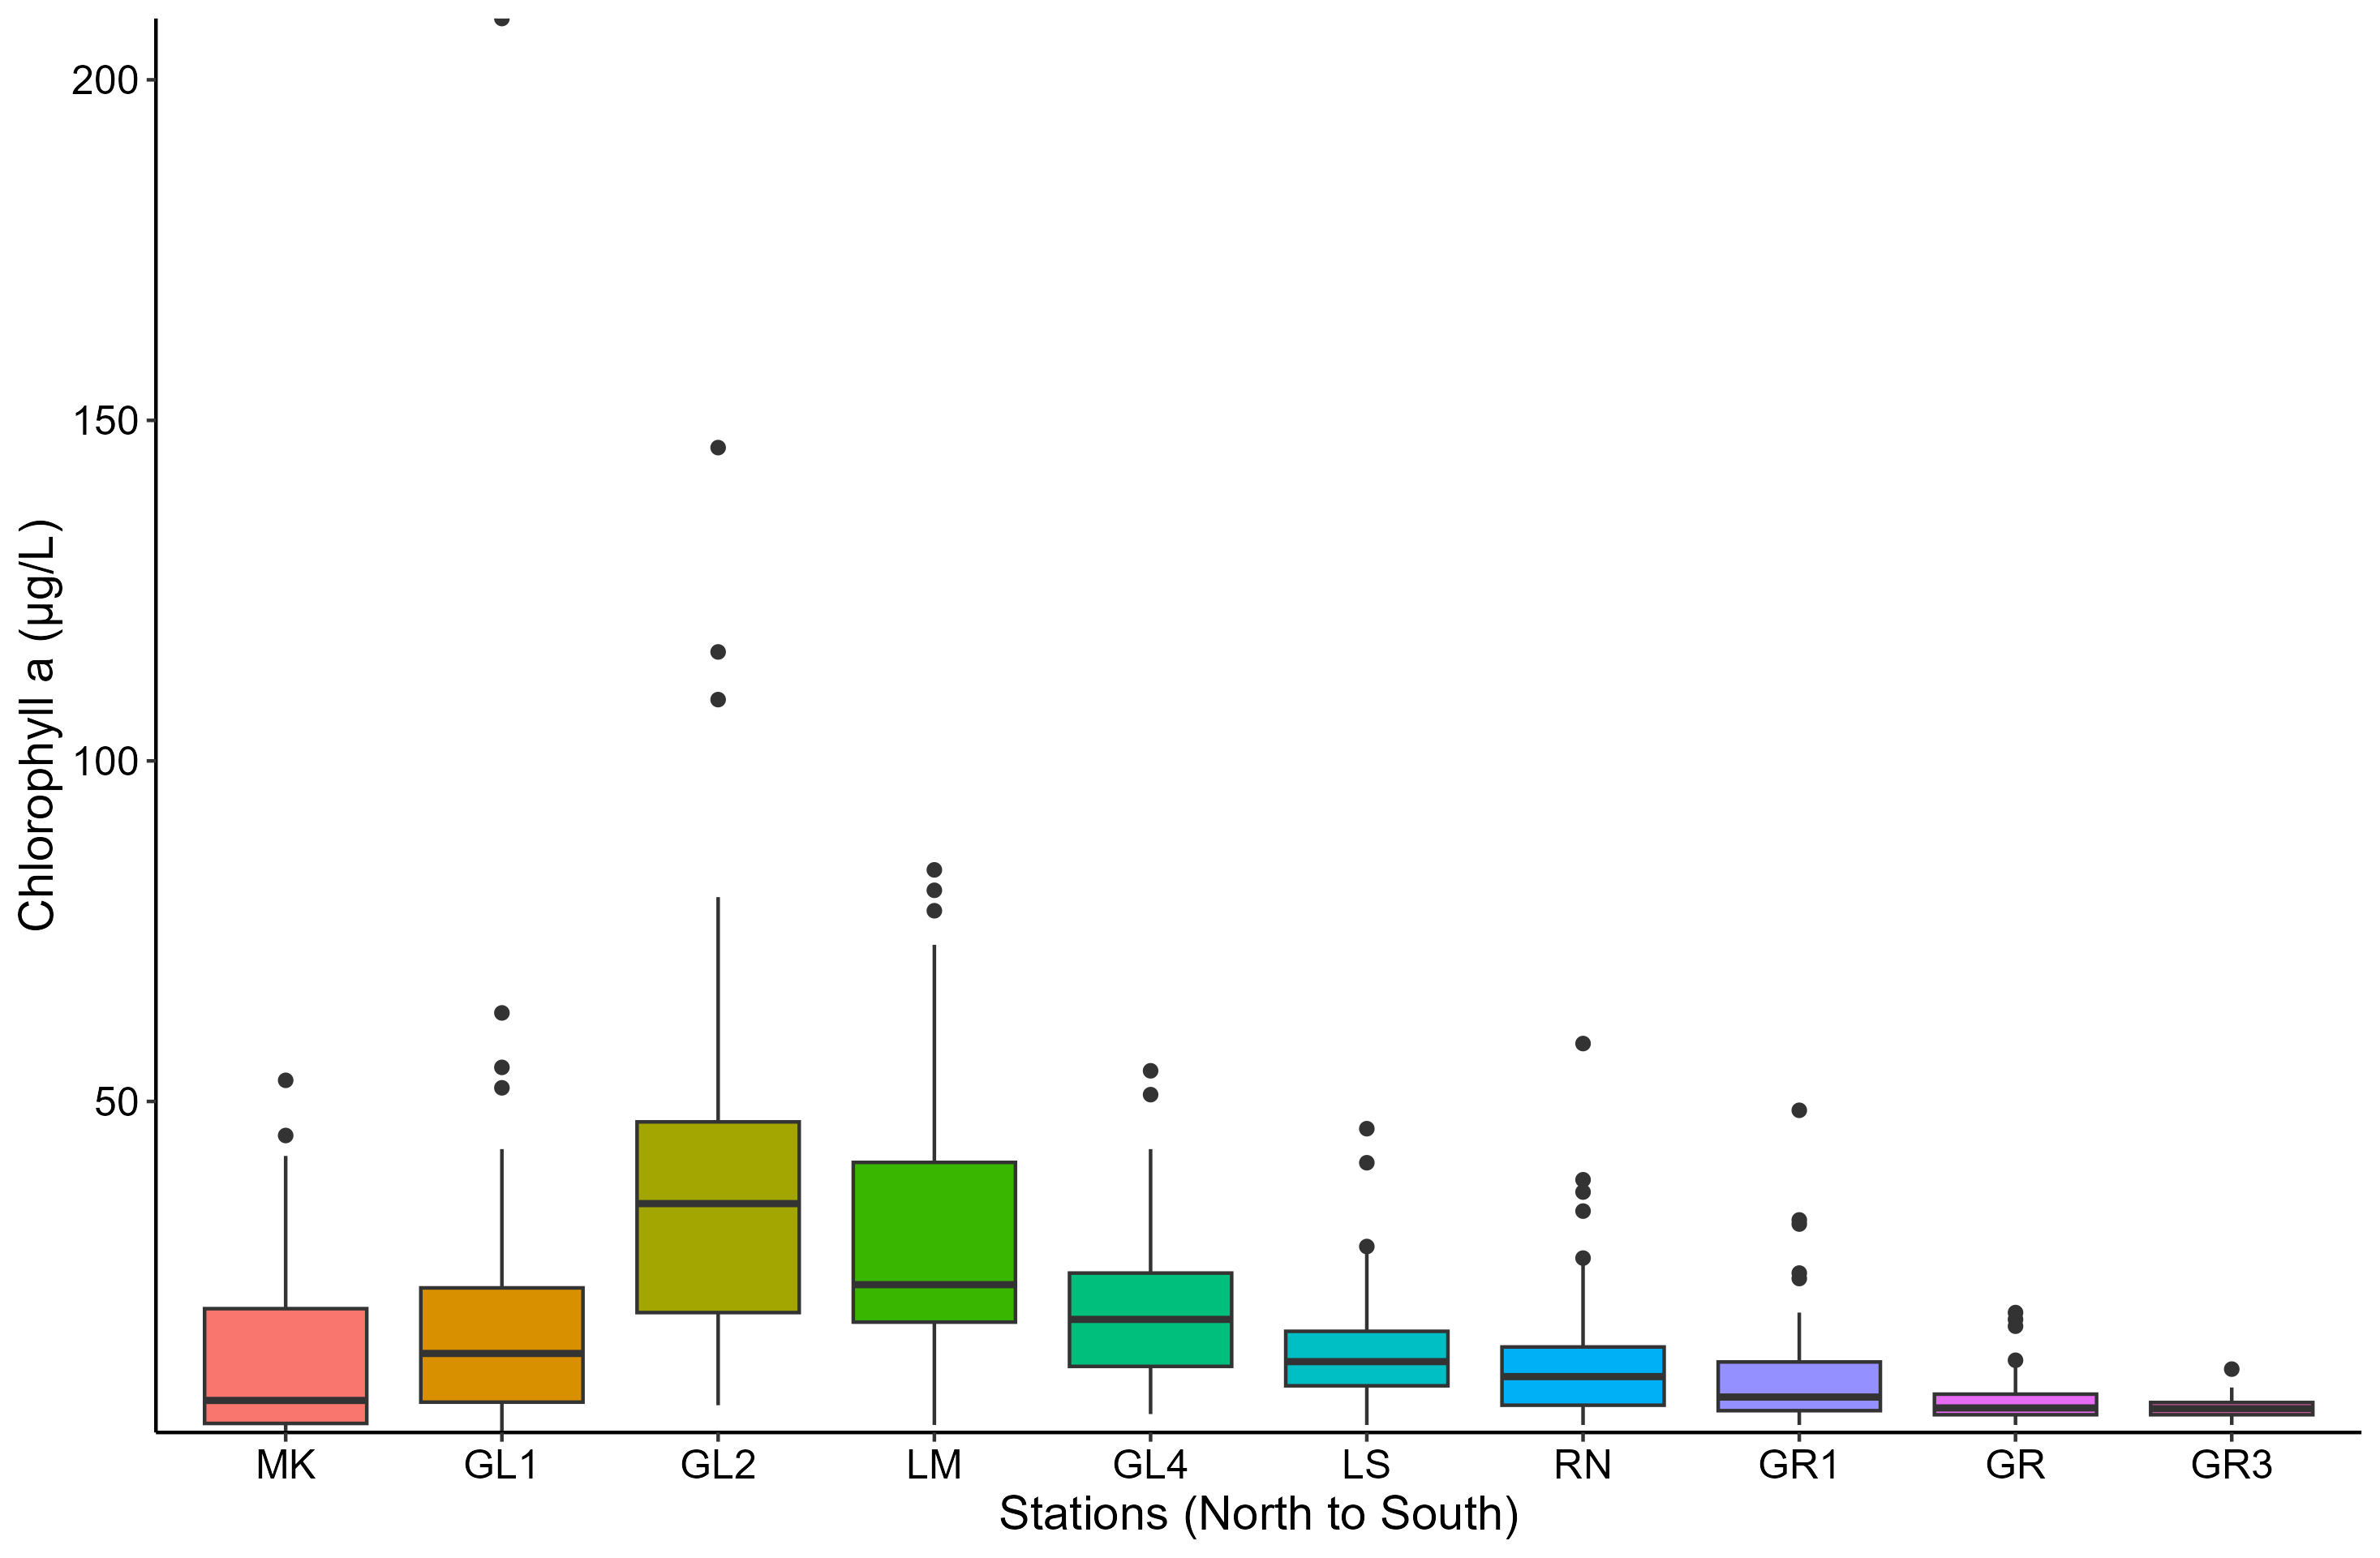 Chlorophyll a (µg/L)
200
150
100
50
MK GL1 GL2 LM GL4 LS RN GR1 GR GR3
Stations (North to South)